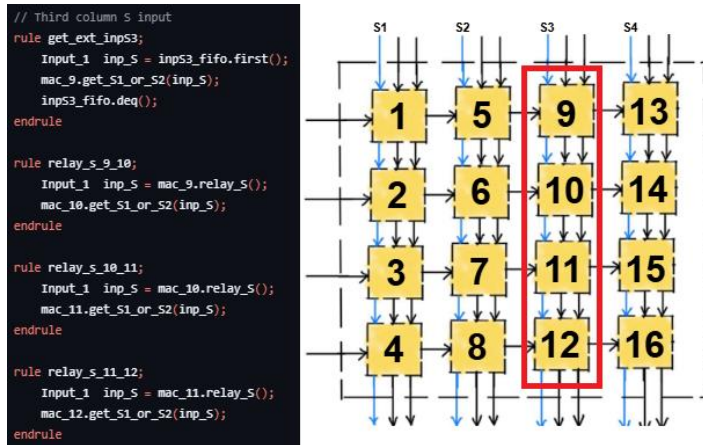 // Third column S input
rule get_ext_inpS3;
    Input_1  inp_S = inpS3_fifo.first();
    mac_9.get_S1_or_S2(inp_S);
    inpS3_fifo.deq();
endrule

rule relay_s_9_10;
    Input_1  inp_S = mac_9.relay_S();
    mac_10.get_S1_or_S2(inp_S);
endrule

rule relay_s_10_11;
    Input_1  inp_S = mac_10.relay_S();
    mac_11.get_S1_or_S2(inp_S);
endrule

rule relay_s_11_12;
    Input_1  inp_S = mac_11.relay_S();
    mac_12.get_S1_or_S2(inp_S);
endrule
S1 S2 S3 S4
1 5 9 13
2 6 10 14
3 7 11 15
4 8 12 16